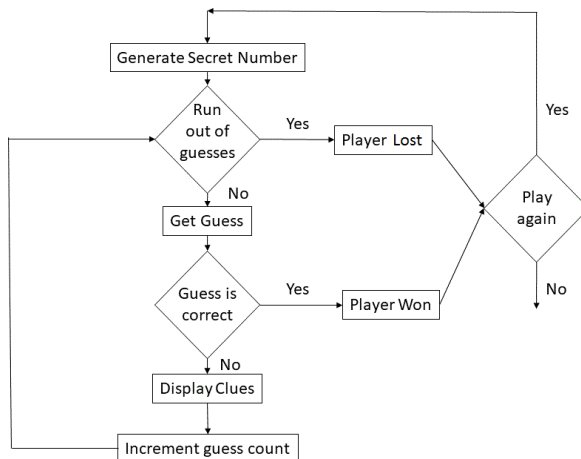 Generate Secret Number
Run
out of
guesses
Yes
Player Lost
Yes
No
Play
again
Get Guess
Guess is
correct
Yes
Player Won
No
No
Display Clues
Increment guess count